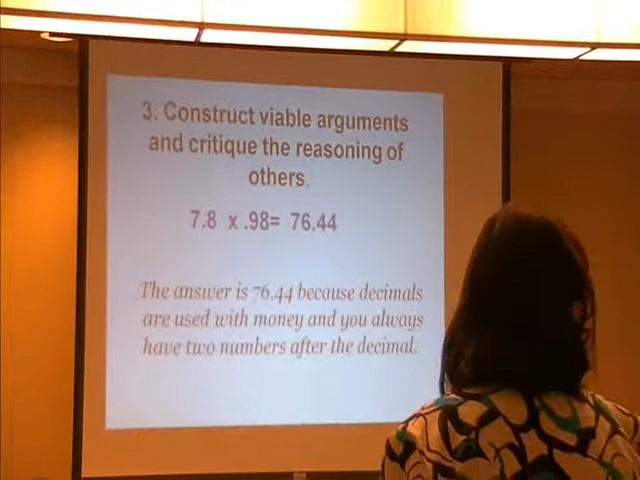 3. Construct viable arguments
and critique the reasoning of
others.
7.8 x .98= 76.44
The answer is 76.44 because decimals
are used with money and you always
have two numbers after the decimal.